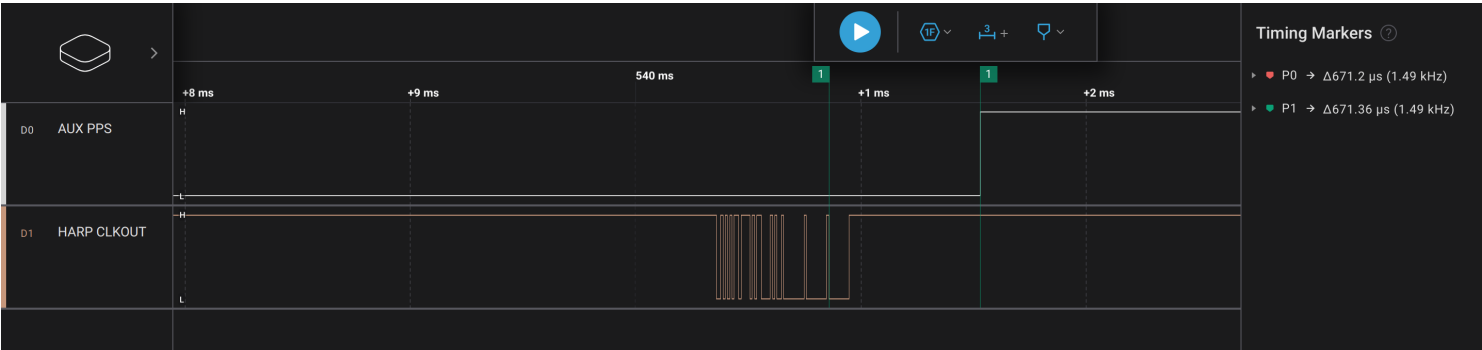 1F
3
+
Timing Markers ?
540 ms
1
1
+8 ms
+9 ms
+1 ms
+2 ms
P0 → Δ671.2 µs (1.49 kHz)
P1 → Δ671.36 µs (1.49 kHz)
H
D0 AUX PPS
L
H
D1 HARP CLKOUT
L